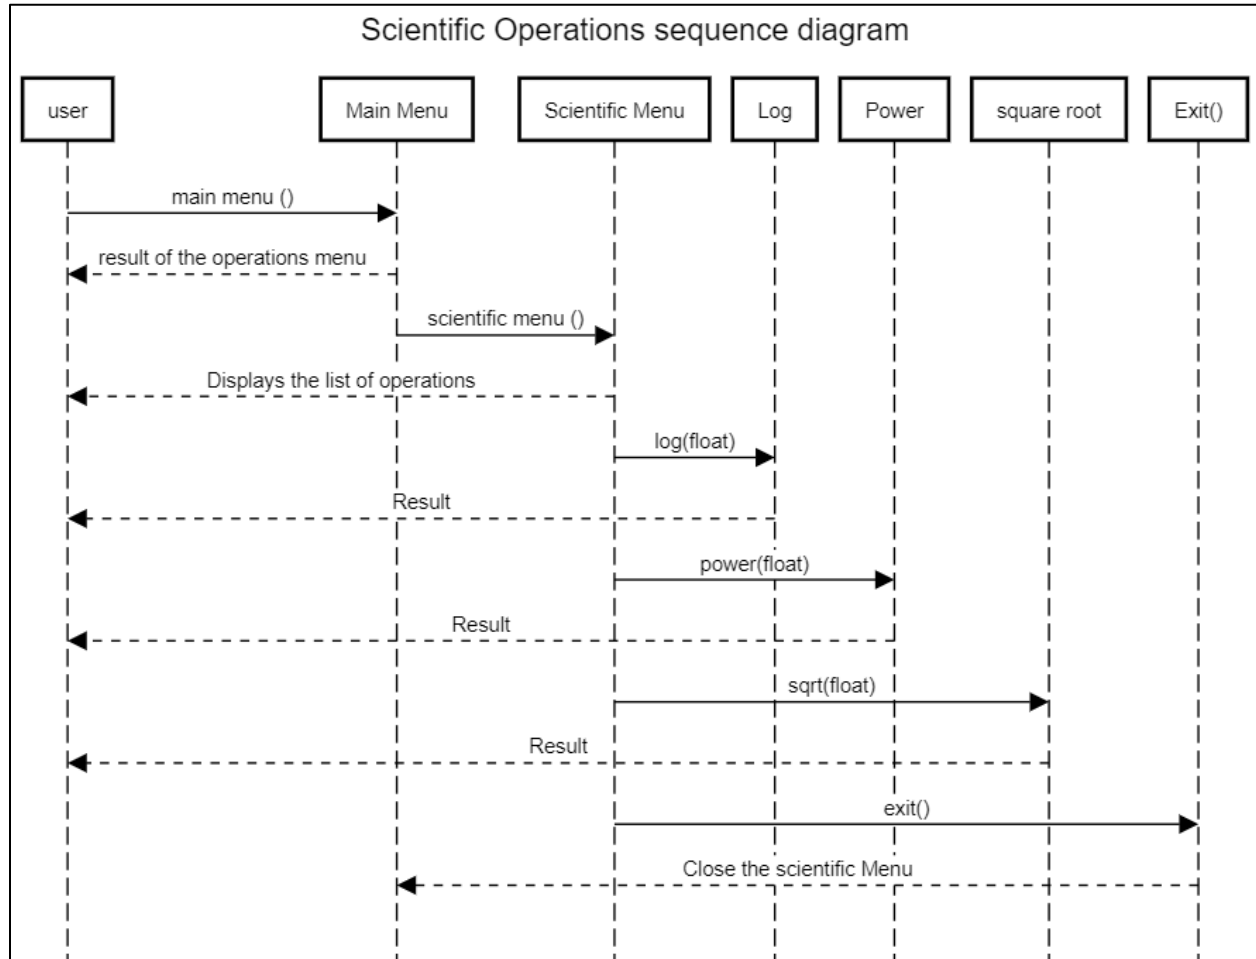 Scientific Operations sequence diagram
user
Main Menu
Scientific Menu
Log
Power
square root
Exit()
main menu ()
result of the operations menu
scientific menu ()
Displays the list of operations
log(float)
Result
power(float)
Result
sqrt(float)
Result
exit()
Close the scientific Menu